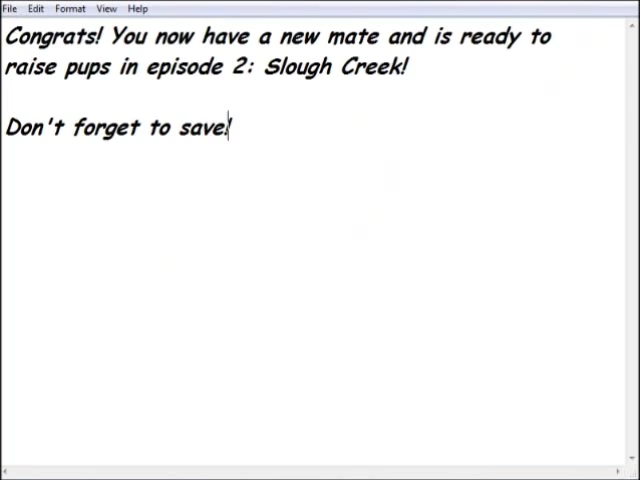 File Edit Format View Help
Congrats! You now have a new mate and is ready to
raise pups in episode 2: Slough Creek!
Don't forget to save!